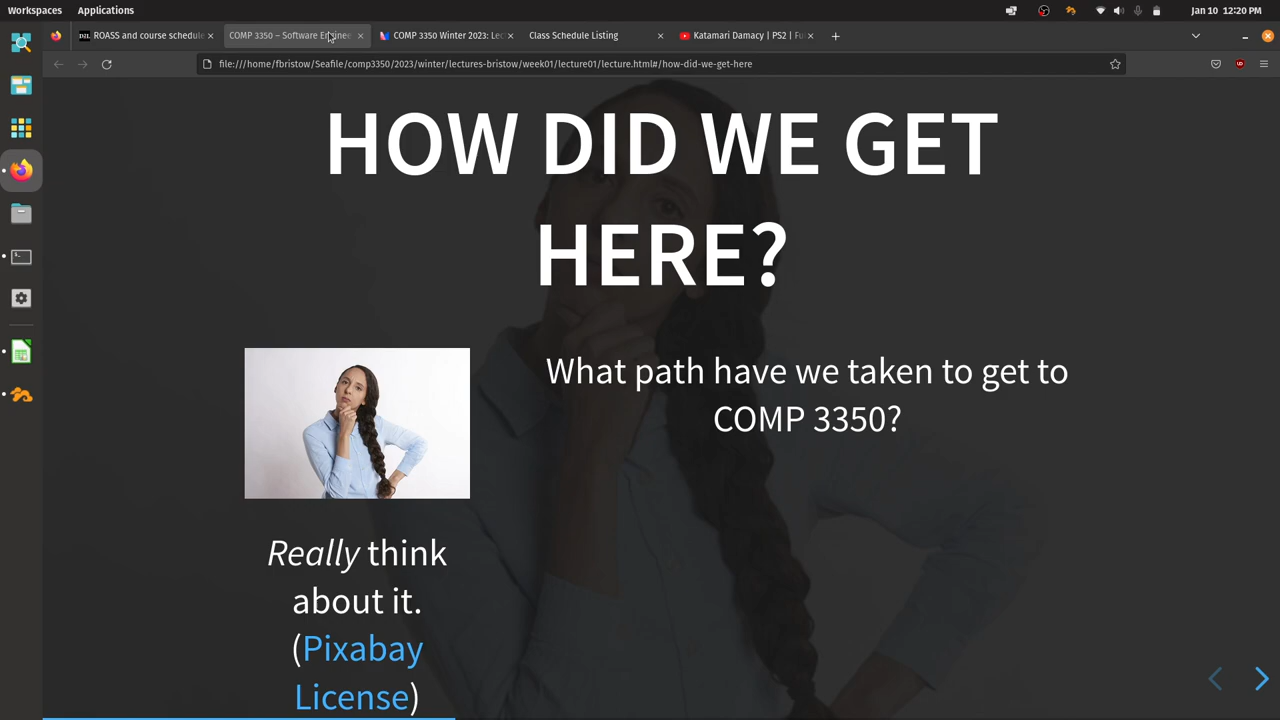 Workspaces Applications Jan 10 12:20 PM
ROASS and course schedul COMP 3350 – Software Enginee COMP 3350 Winter 2023: Lec Class Schedule Listing Katamari Damacy | PS2 | Fu
file:///home/fbristow/Seafile/comp3350/2023/winter/lectures-bristow/week01/lecture01/lecture.html#/how-did-we-get-here
HOW DID WE GET
HERE?
What path have we taken to get to
COMP 3350?
Really think
about it.
(Pixabay
License)